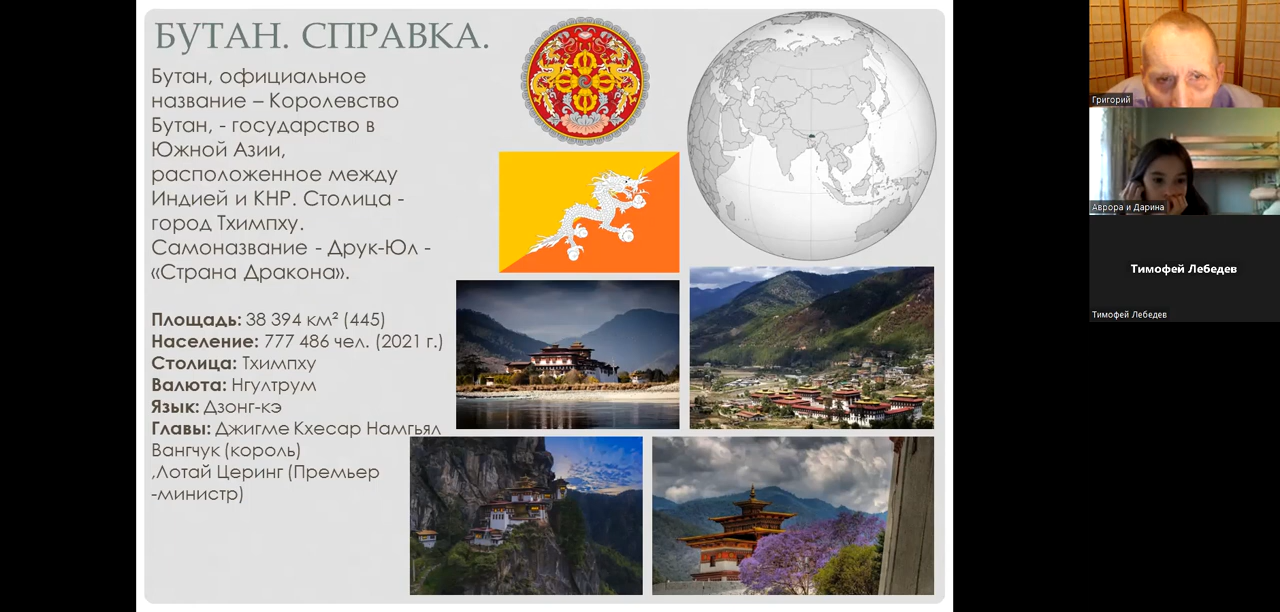 БУТАН. СПРАВКА.
Бутан, официальное
название – Королевство
Бутан, - государство в
Южной Азии,
расположенное между
Индией и КНР. Столица -
город Тхимпху.
Самоназвание - Друк-Юл -
«Страна Дракона».
Площадь: 38 394 км² (445)
Население: 777 486 чел. (2021 г.)
Столица: Тхимпху
Валюта: Нгултрум
Язык: Дзонг-кэ
Главы: Джигме Кхесар Намгьял
Вангчук (король)
,Лотай Церинг (Премьер
-министр)
Григорий
Аврора и Дарина
Тимофей Лебедев
Тимофей Лебедев